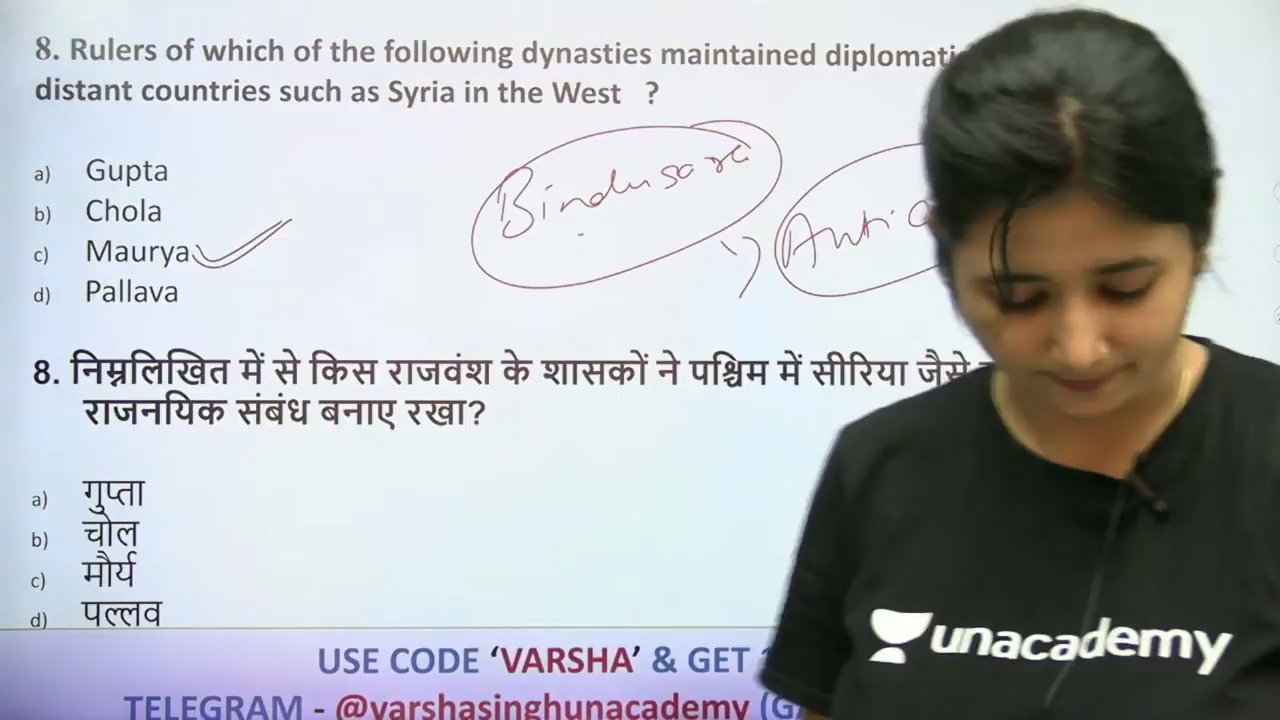 8. Rulers of which of the following dynasties maintained diplomati
distant countries such as Syria in the West ?
a) Gupta
b) Chola
c) Maurya
d) Pallava
Bindusara
Anti
8. निम्नलिखित में से किस राजवंश के शासकों ने पश्चिम में सीरिया जैसे
राजनयिक संबंध बनाए रखा?
a) गुप्ता
b) चोल
c) मौर्य
d) पल्लव
USE CODE ‘VARSHA’ & GET
TELEGRAM - @varshasinghunacademy (G
unacademy